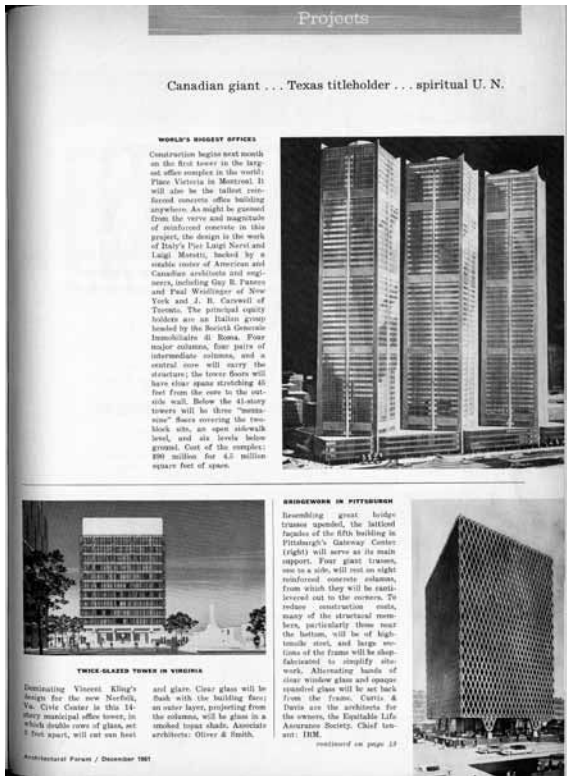 Projects
Canadian giant . . . Texas titleholder . . . spiritual U. N.
WORLD'S BIGGEST OFFICES
Construction begins next month
on the first tower in the larg-
est office complex in the world:
Place Victoria in Montreal. It
will also be the tallest rein-
forced concrete office building
anywhere. As might be guessed
from the verve and magnitude
of reinforced concrete in this
project, the design is the work
of Italy's Pier Luigi Nervi and
Luigi Moretti, backed by a
sizable roster of American and
Canadian architects and engi-
neers, including Guy B. Panero
and Paul Weidlinger of New
York and J. B. Carswell of
Toronto. The principal equity
holders are an Italian group
headed by the Società Generale
Immobiliare di Roma. Four
major columns, four pairs of
intermediate columns, and a
central core will carry the
structure; the tower floors will
have clear spans stretching 45
feet from the core to the out-
side wall. Below the 41-story
towers will be three "mezza-
nine" floors covering the two-
block site, an open sidewalk
level, and six levels below
ground. Cost of the complex:
$90 million for 4.5 million
square feet of space.
TWICE-GLAZED TOWER IN VIRGINIA
Dominating Vincent Kling's
design for the new Norfolk,
Va. Civic Center is this 14-
story municipal office tower, in
which double rows of glass, set
feet apart, will cut sun heat
and glare. Clear glass will be
flush with the building face;
an outer layer, projecting from
the columns, will be glass in a
smoked topaz shade. Associate
architects: Oliver & Smith.
BRIDGEWORK IN PITTSBURGH
Resembling great bridge
trusses upended, the latticed
façades of the fifth building in
Pittsburgh's Gateway Center
(right) will serve as its main
support. Four giant trusses,
one to a side, will rest on eight
reinforced concrete columns,
from which they will be canti-
levered out to the corners. To
reduce construction costs,
many of the structural mem-
bers, particularly those near
the bottom, will be of high-
tensile steel, and large sec-
tions of the frame will be shop-
fabricated to simplify site-
work. Alternating bands of
clear window glass and opaque
spandrel glass will be set back
from the frame. Curtis &
Davis are the architects for
the owners, the Equitable Life
Assurance Society. Chief ten-
ant: IBM.
continued on page 13
Architectural Forum / December 1961